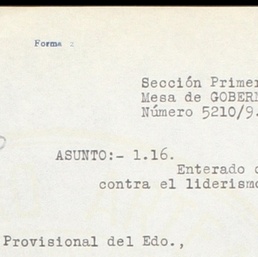 Forma 2
Sección Primer
Mesa de GOBER
Número 5210/9.
ASUNTO:- 1.16.
Enterado
contra el liderismo
Provisional del Edo.,